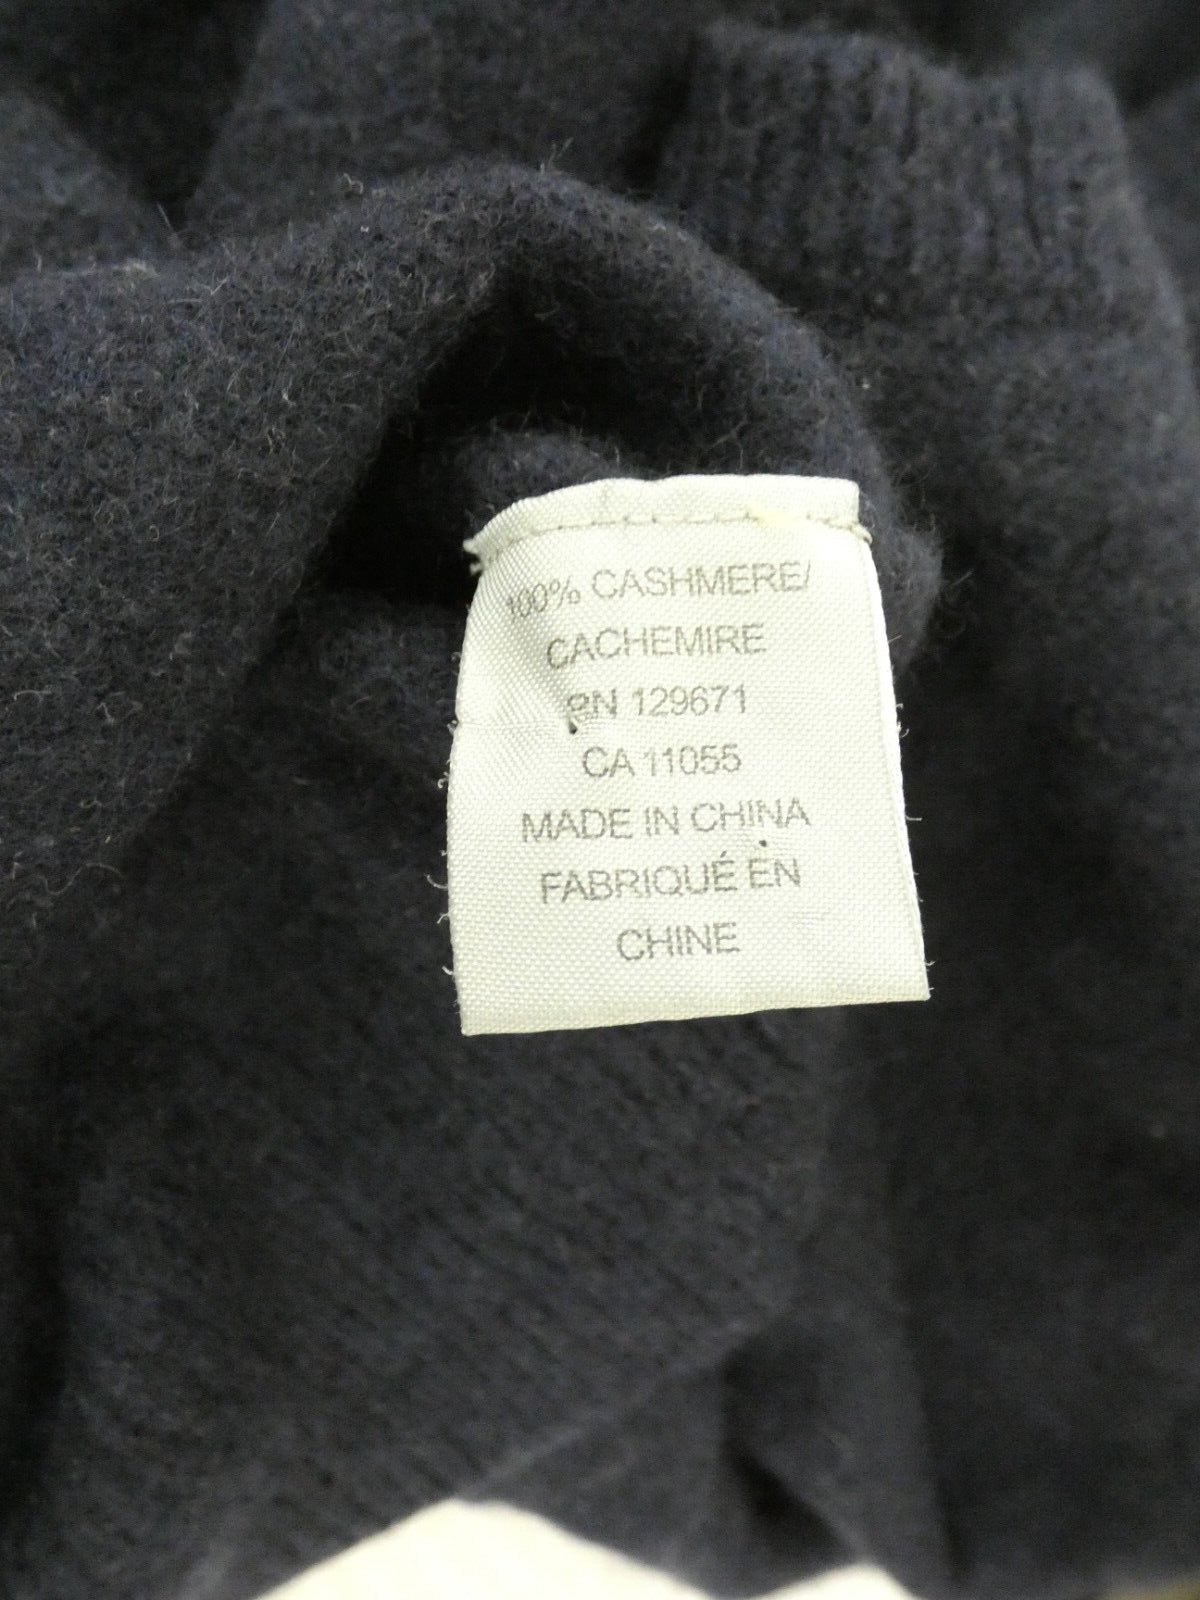 100% CASHMERE/
CACHEMIRE
RN 129671
CA 11055
MADE IN CHINA
FABRIQUÉ EN
CHINE